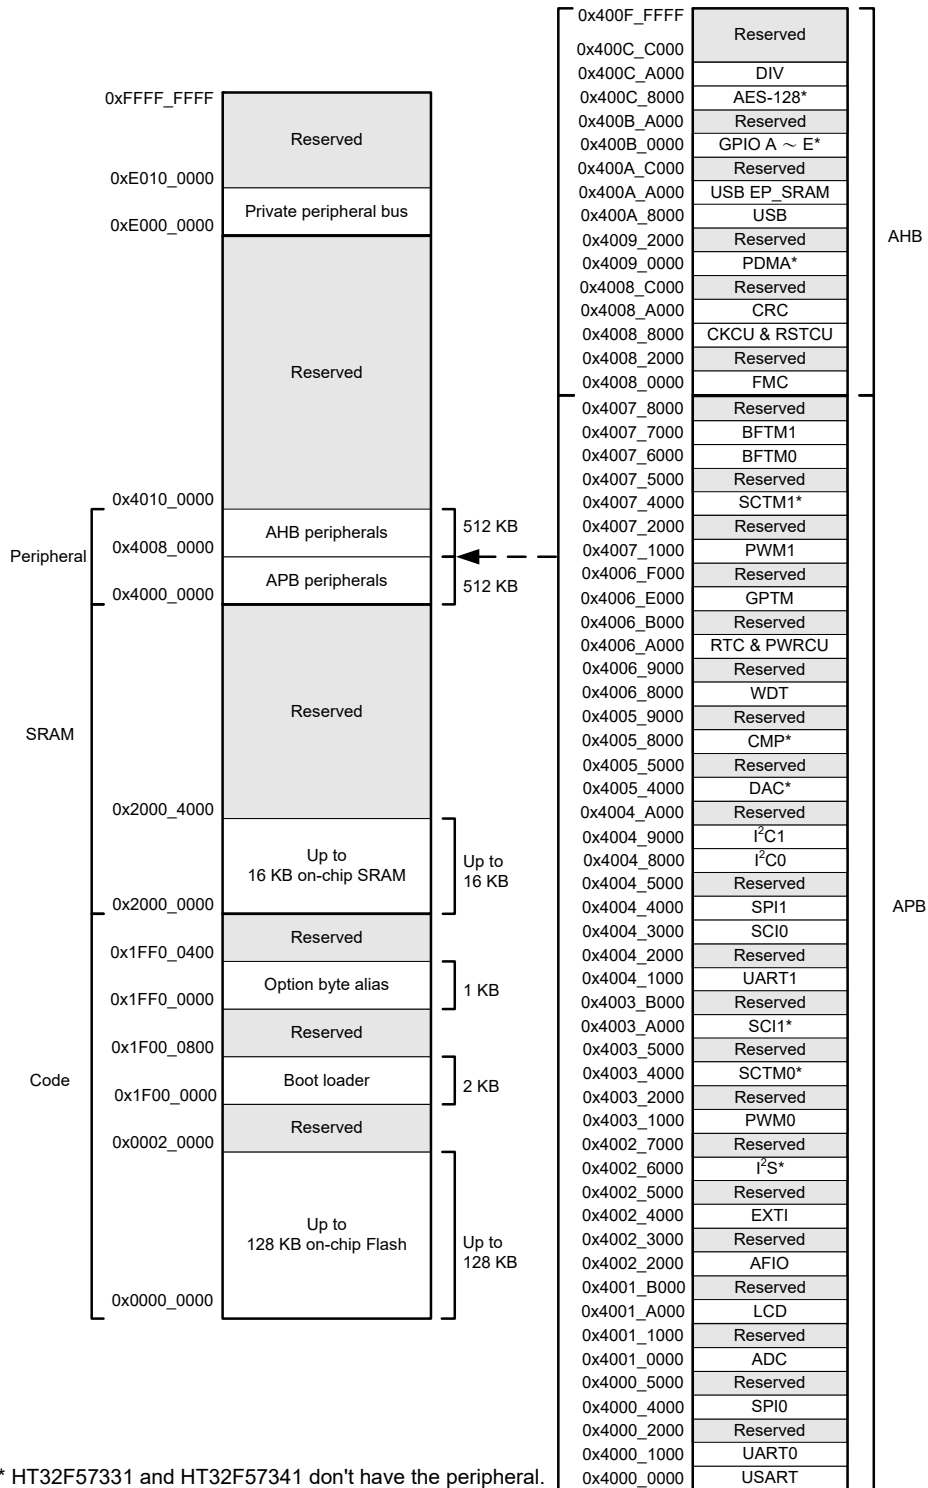 0xFFFF_FFFF
Reserved
0xE010_0000
Private peripheral bus
0xE000_0000
Reserved
0x4010_0000
AHB peripherals
512 KB
Peripheral
0x4008_0000
APB peripherals
512 KB
0x4000_0000
Reserved
SRAM
0x2000_4000
Up to
16 KB on-chip SRAM
Up to
16 KB
0x2000_0000
Reserved
0x1FF0_0400
Option byte alias
1 KB
0x1FF0_0000
Reserved
0x1F00_0800
Code
Boot loader
2 KB
0x1F00_0000
Reserved
0x0002_0000
Up to
128 KB on-chip Flash
Up to
128 KB
0x0000_0000
* HT32F57331 and HT32F57341 don't have the peripheral.
0x400F_FFFF
Reserved
0x400C_C000
0x400C_A000 DIV
0x400C_8000 AES-128*
0x400B_A000 Reserved
0x400B_0000 GPIO A ~ E*
0x400A_C000 Reserved
0x400A_A000 USB EP_SRAM
0x400A_8000 USB
0x4009_2000 Reserved
AHB
0x4009_0000 PDMA*
0x4008_C000 Reserved
0x4008_A000 CRC
0x4008_8000 CKCU & RSTCU
0x4008_2000 Reserved
0x4008_0000 FMC
0x4007_8000 Reserved
0x4007_7000 BFTM1
0x4007_6000 BFTM0
0x4007_5000 Reserved
0x4007_4000 SCTM1*
0x4007_2000 Reserved
0x4007_1000 PWM1
0x4006_F000 Reserved
0x4006_E000 GPTM
0x4006_B000 Reserved
0x4006_A000 RTC & PWRCU
0x4006_9000 Reserved
0x4006_8000 WDT
0x4005_9000 Reserved
0x4005_8000 CMP*
0x4005_5000 Reserved
0x4005_4000 DAC*
0x4004_A000 Reserved
0x4004_9000 I²C1
0x4004_8000 I²C0
0x4004_5000 Reserved
0x4004_4000 SPI1
APB
0x4004_3000 SCI0
0x4004_2000 Reserved
0x4004_1000 UART1
0x4003_B000 Reserved
0x4003_A000 SCI1*
0x4003_5000 Reserved
0x4003_4000 SCTM0*
0x4003_2000 Reserved
0x4003_1000 PWM0
0x4002_7000 Reserved
0x4002_6000 I²S*
0x4002_5000 Reserved
0x4002_4000 EXTI
0x4002_3000 Reserved
0x4002_2000 AFIO
0x4001_B000 Reserved
0x4001_A000 LCD
0x4001_1000 Reserved
0x4001_0000 ADC
0x4000_5000 Reserved
0x4000_4000 SPI0
0x4000_2000 Reserved
0x4000_1000 UART0
0x4000_0000 USART